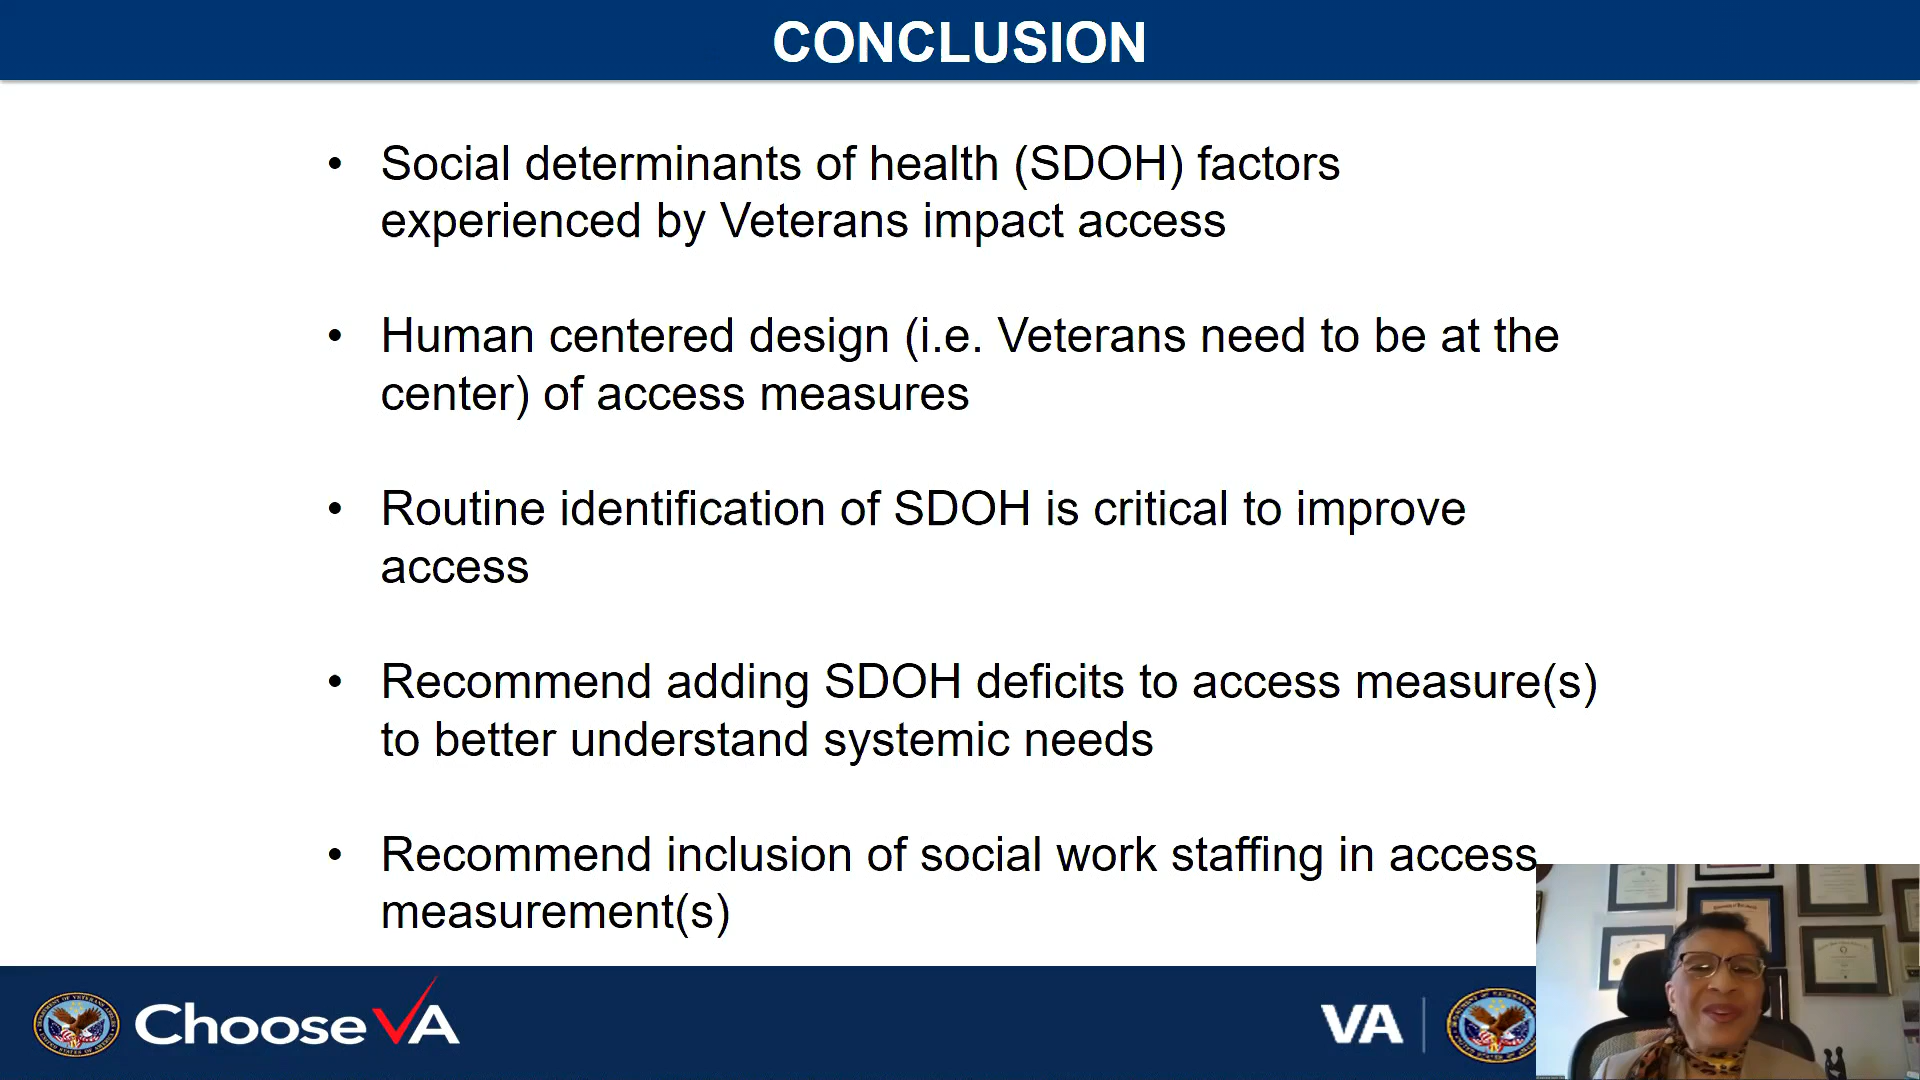 CONCLUSION
• Social determinants of health (SDOH) factors
experienced by Veterans impact access
• Human centered design (i.e. Veterans need to be at the
center) of access measures
• Routine identification of SDOH is critical to improve
access
• Recommend adding SDOH deficits to access measure(s)
to better understand systemic needs
• Recommend inclusion of social work staffing in access
measurement(s)
Choose VA
VA